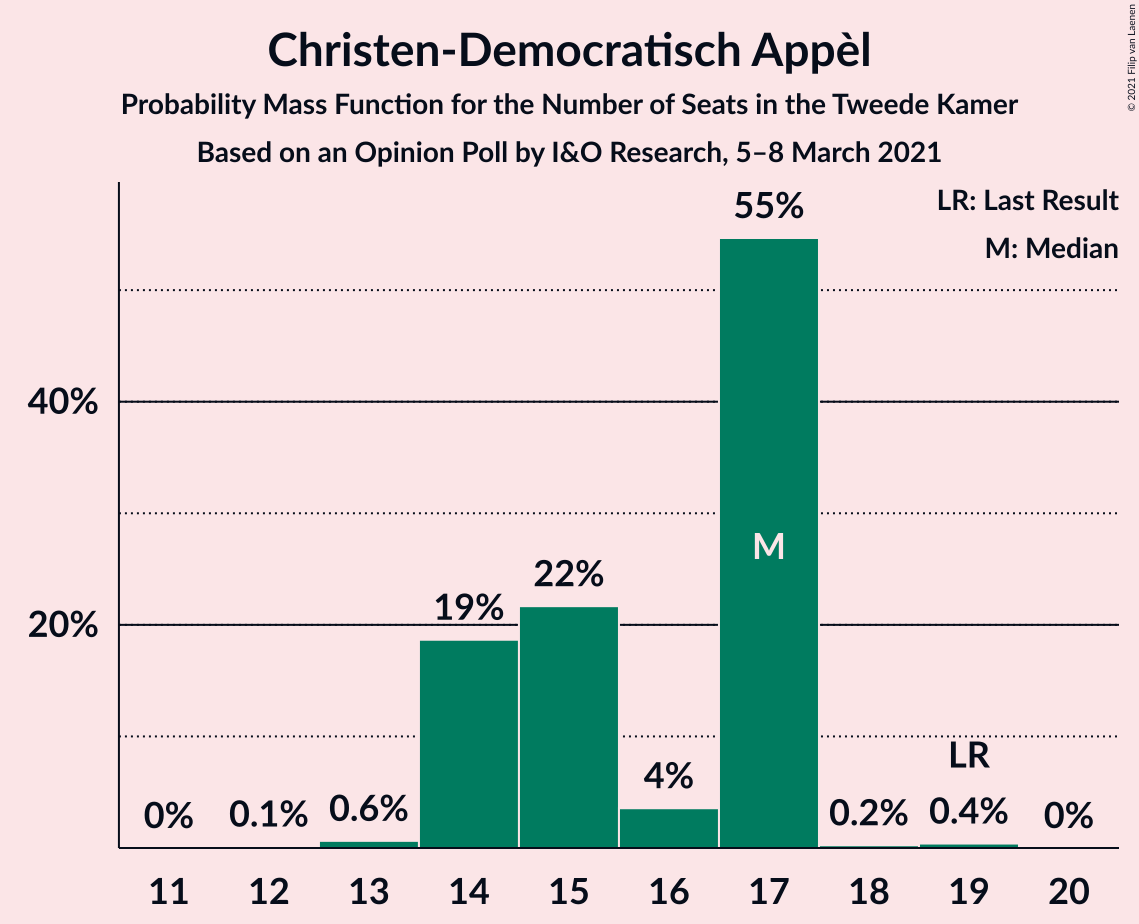 Christen-Democratisch Appèl
Probability Mass Function for the Number of Seats in the Tweede Kamer
Based on an Opinion Poll by I&O Research, 5–8 March 2021
© 2021 Filip van Laenen
LR: Last Result
M: Median
55%
40%
M
22%
19%
20%
LR
4%
0% 0.1% 0.6% 0.2% 0.4% 0%
11 12 13 14 15 16 17 18 19 20